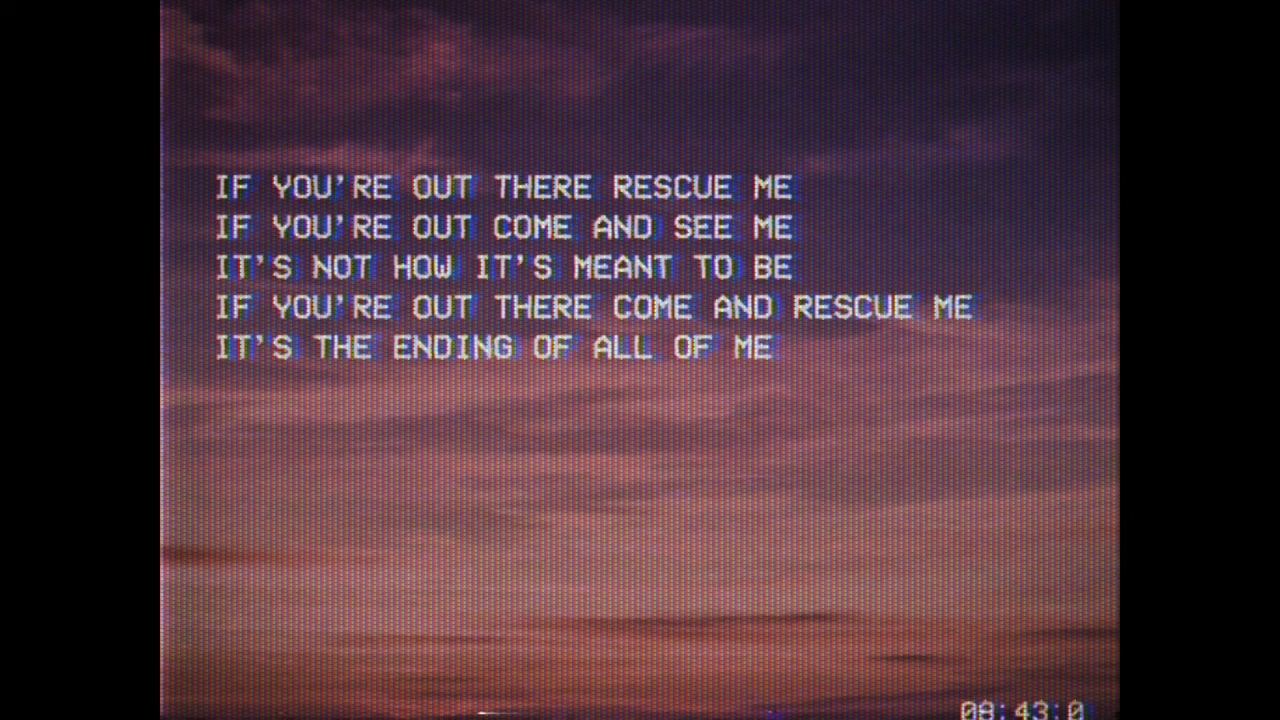 IF YOU'RE OUT THERE RESCUE ME
IF YOU'RE OUT COME AND SEE ME
IT'S NOT HOW IT'S MEANT TO BE
IF YOU'RE OUT THERE COME AND RESCUE ME
IT'S THE ENDING OF ALL OF ME
08:43:0